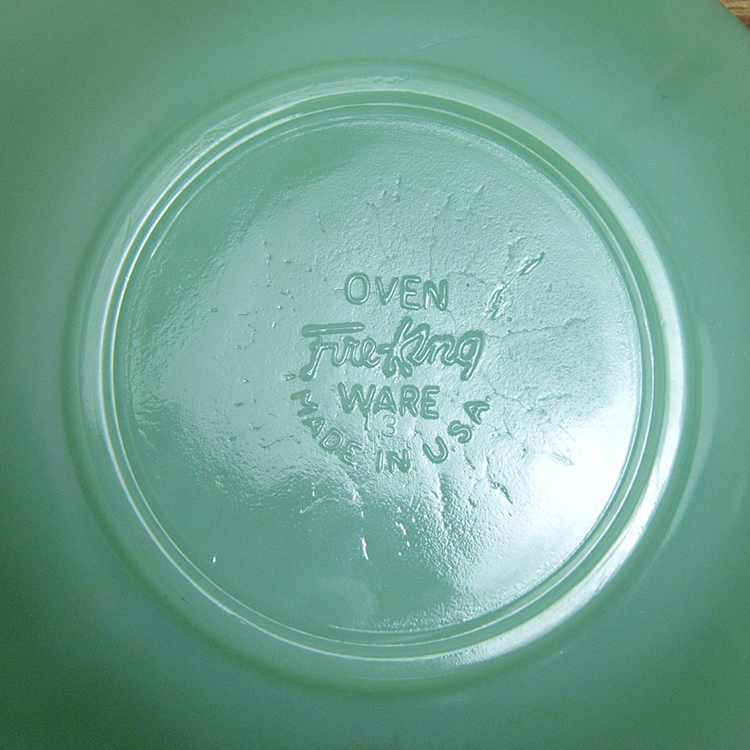 OVEN
Fire-King
WARE
3
MADE IN U.S.A.